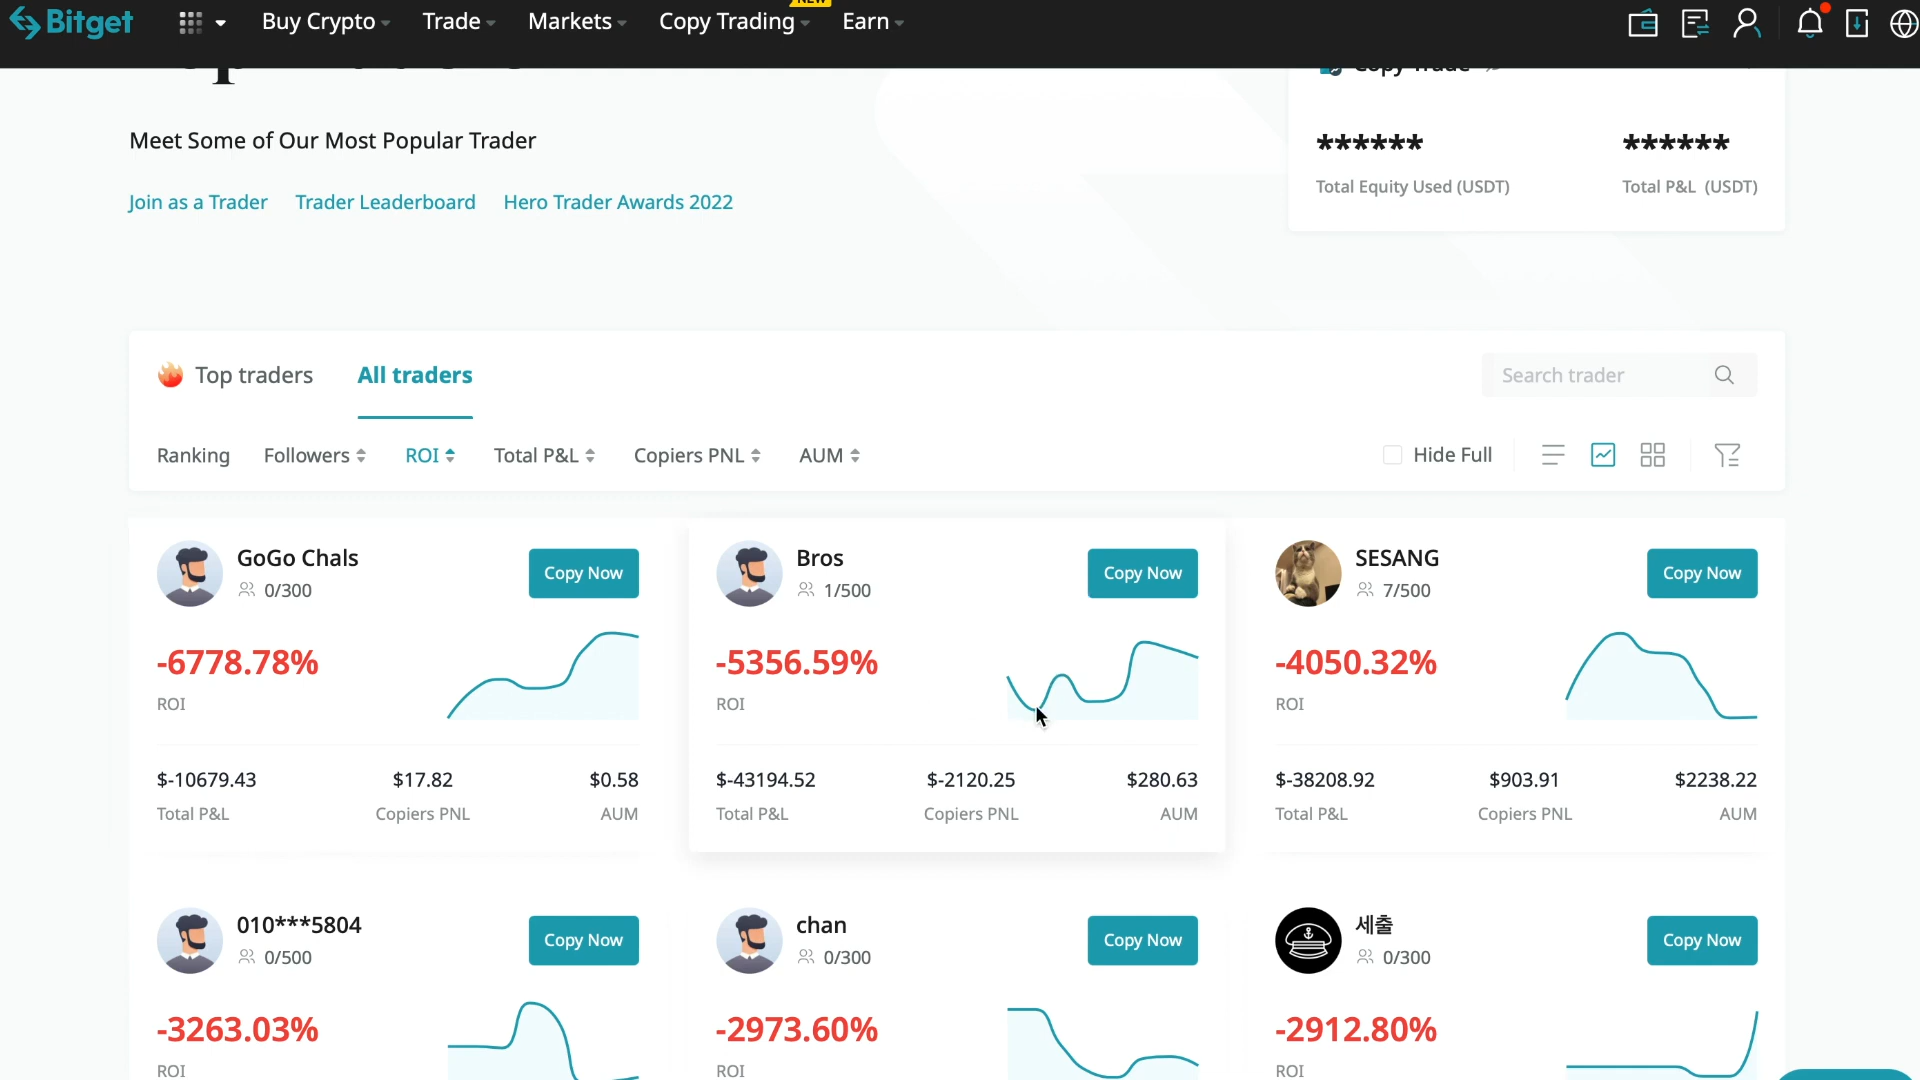 Bitget
Buy Crypto
Trade
Markets
Copy Trading
NEW
Earn
Copy Trade
Meet Some of Our Most Popular Trader
****** ******
Total Equity Used (USDT) Total P&L (USDT)
Join as a Trader Trader Leaderboard Hero Trader Awards 2022
Top traders All traders
Search trader
Ranking Followers ROI Total P&L Copiers PNL AUM
Hide Full
GoGo Chals
0/300
Copy Now
-6778.78%
ROI
$-10679.43 $17.82 $0.58
Total P&L Copiers PNL AUM
Bros
1/500
Copy Now
-5356.59%
ROI
$-43194.52 $-2120.25 $280.63
Total P&L Copiers PNL AUM
SESANG
7/500
Copy Now
-4050.32%
ROI
$-38208.92 $903.91 $2238.22
Total P&L Copiers PNL AUM
010***5804
0/500
Copy Now
-3263.03%
ROI
chan
0/300
Copy Now
-2973.60%
ROI
세출
0/300
Copy Now
-2912.80%
ROI